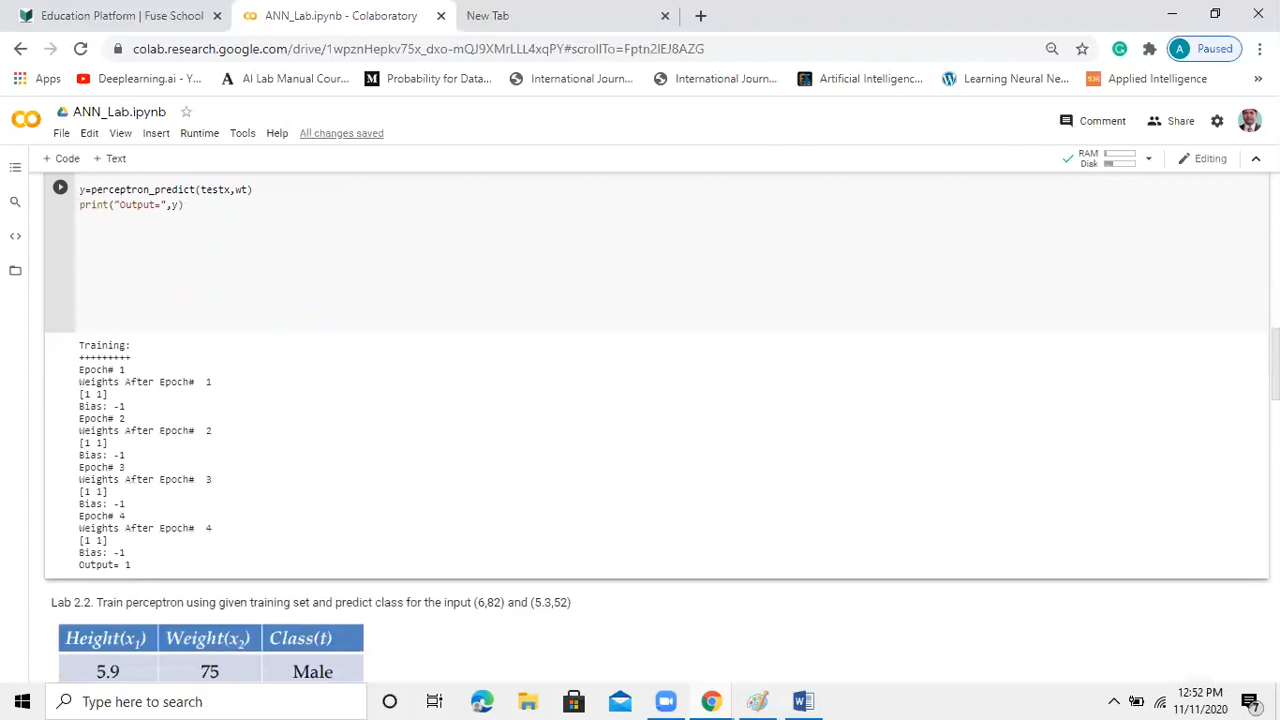 Education Platform | Fuse School
ANN_Lab.ipynb - Colaboratory
New Tab
colab.research.google.com/drive/1wpznHepkv75x_dxo-mQJ9XMrLLL4xqPY#scrollTo=Fptn2lEJ8AZG
A Paused
Apps
Deeplearning.ai - Y...
AI Lab Manual Cour...
Probability for Dat...
International Journ...
International Journ...
Artificial Intelligenc...
Learning Neural Ne...
Applied Intelligence
»
ANN_Lab.ipynb
File Edit View Insert Runtime Tools Help All changes saved
Comment Share
+ Code + Text
RAM
Disk
Editing
y=perceptron_predict(testx,wt)
print("Output=",y)
Training:
+++++++++
Epoch# 1
Weights After Epoch#  1
[1 1]
Bias: -1
Epoch# 2
Weights After Epoch#  2
[1 1]
Bias: -1
Epoch# 3
Weights After Epoch#  3
[1 1]
Bias: -1
Epoch# 4
Weights After Epoch#  4
[1 1]
Bias: -1
Output= 1
Lab 2.2. Train perceptron using given training set and predict class for the input (6,82) and (5.3,52)
Height(x₁) Weight(x₂) Class(t)
5.9 75 Male
Type here to search
12:52 PM
11/11/2020
7